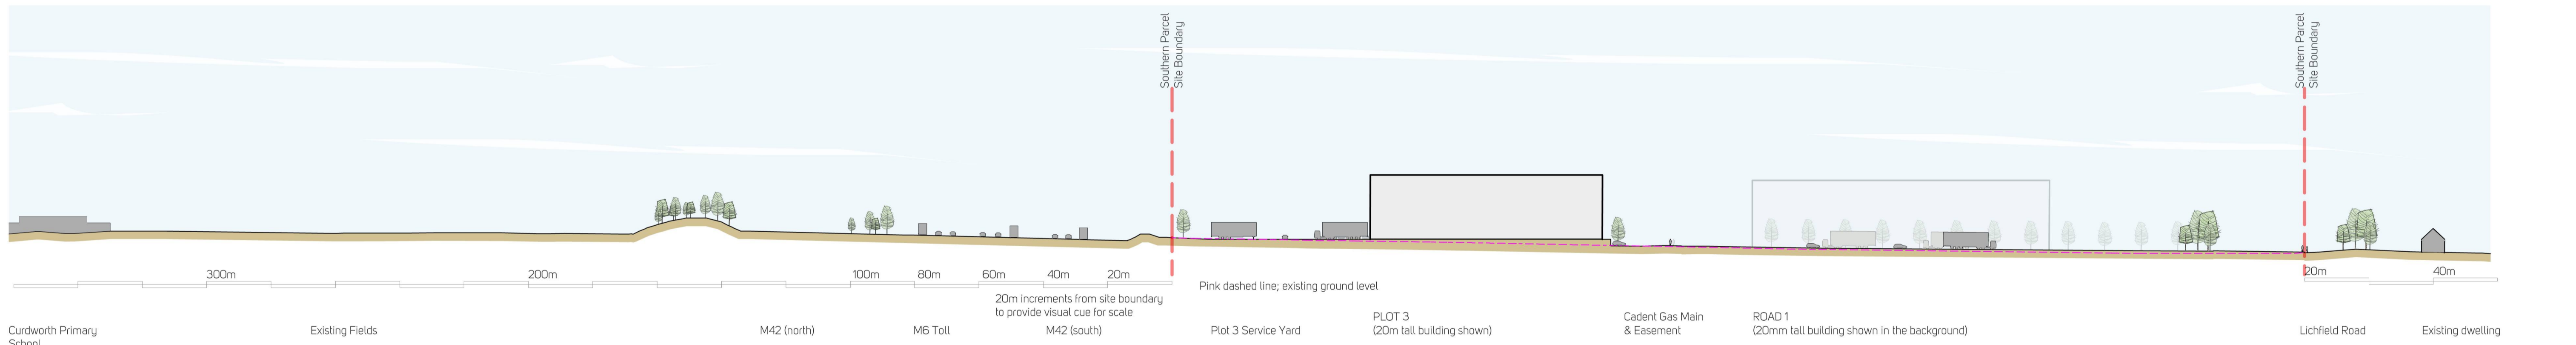 Southern Parcel
Site Boundary
Southern Parcel
Site Boundary
300m
200m
100m
80m
60m
40m
20m
20m
40m
20m increments from site boundary
to provide visual cue for scale
Pink dashed line; existing ground level
Curdworth Primary
School
Existing Fields
M42 (north)
M6 Toll
M42 (south)
Plot 3 Service Yard
PLOT 3
(20m tall building shown)
Cadent Gas Main
& Easement
ROAD 1
(20mm tall building shown in the background)
Lichfield Road
Existing dwelling